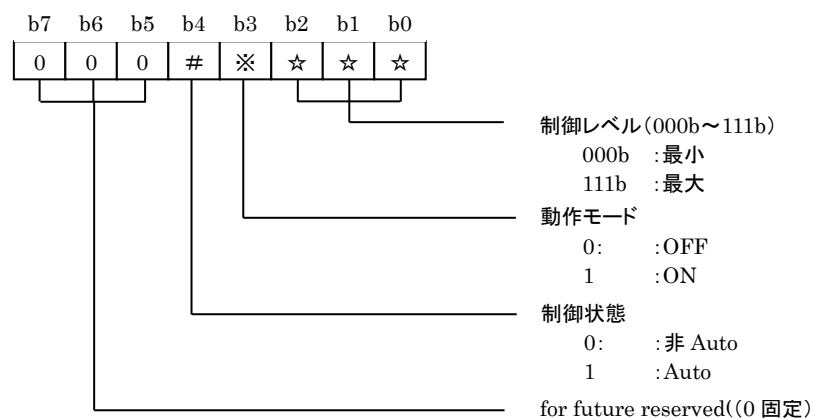 b7 b6 b5 b4 b3 b2 b1 b0
0 0 0 # ※ ☆ ☆ ☆
制御レベル(000b~111b)
000b :最小
111b :最大
動作モード
0: :OFF
1 :ON
制御状態
0: :非 Auto
1 :Auto
for future reserved((0 固定)